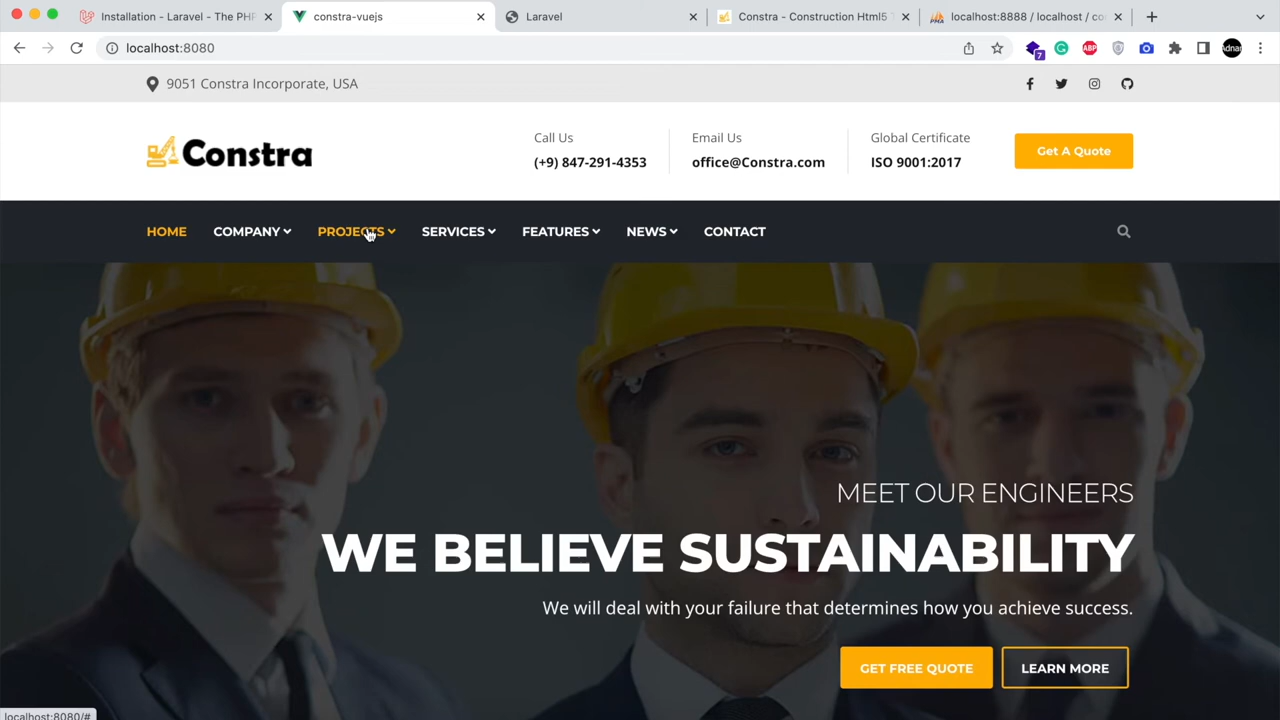 Installation - Laravel - The PHP
constra-vuejs
Laravel
Constra - Construction Html5
localhost:8888 / localhost / co
localhost:8080
7
ABP
9051 Constra Incorporate, USA
Constra
Call Us
(+9) 847-291-4353
Email Us
office@Constra.com
Global Certificate
ISO 9001:2017
Get A Quote
HOME
COMPANY
PROJECTS
SERVICES
FEATURES
NEWS
CONTACT
MEET OUR ENGINEERS
WE BELIEVE SUSTAINABILITY
We will deal with your failure that determines how you achieve success.
GET FREE QUOTE
LEARN MORE
localhost:8080/#